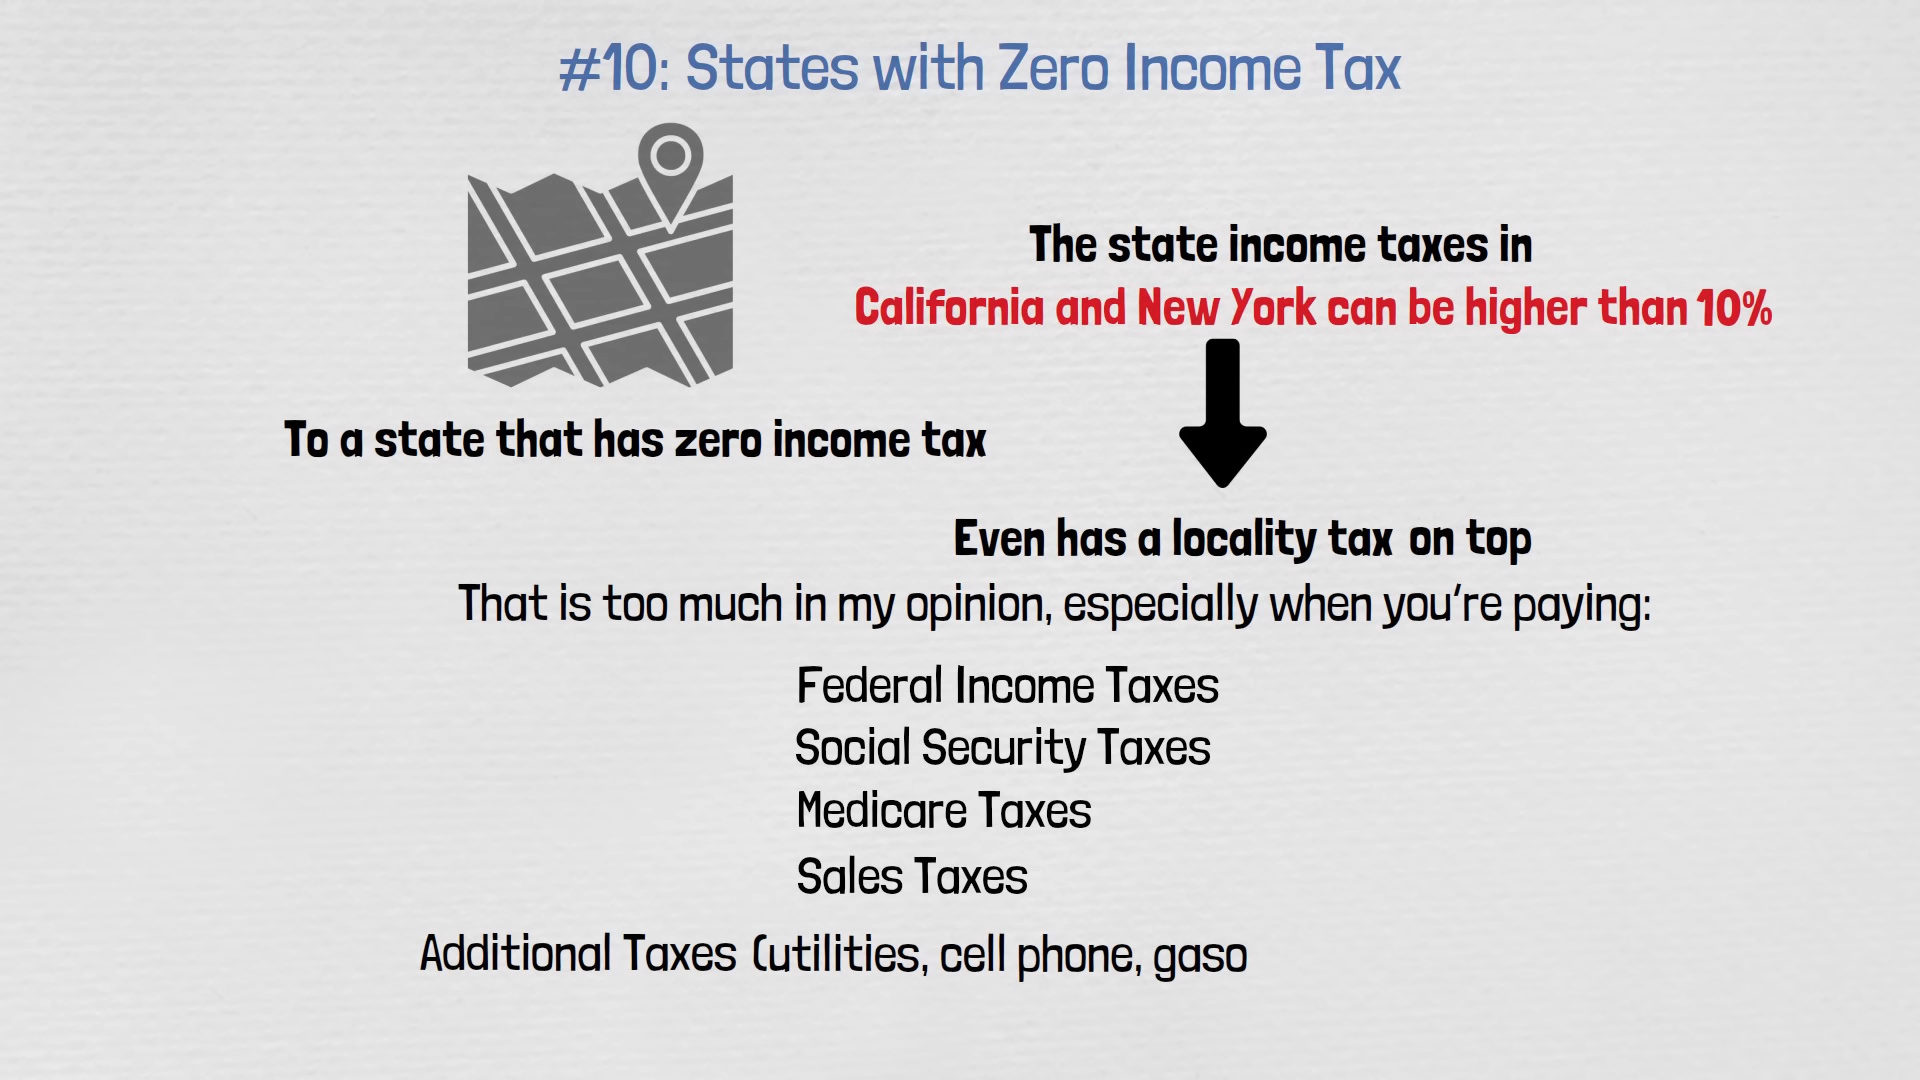 #10: States with Zero Income Tax
The state income taxes in
California and New York can be higher than 10%
To a state that has zero income tax
Even has a locality tax on top
That is too much in my opinion, especially when you're paying:
Federal Income Taxes
Social Security Taxes
Medicare Taxes
Sales Taxes
Additional Taxes (utilities, cell phone, gaso